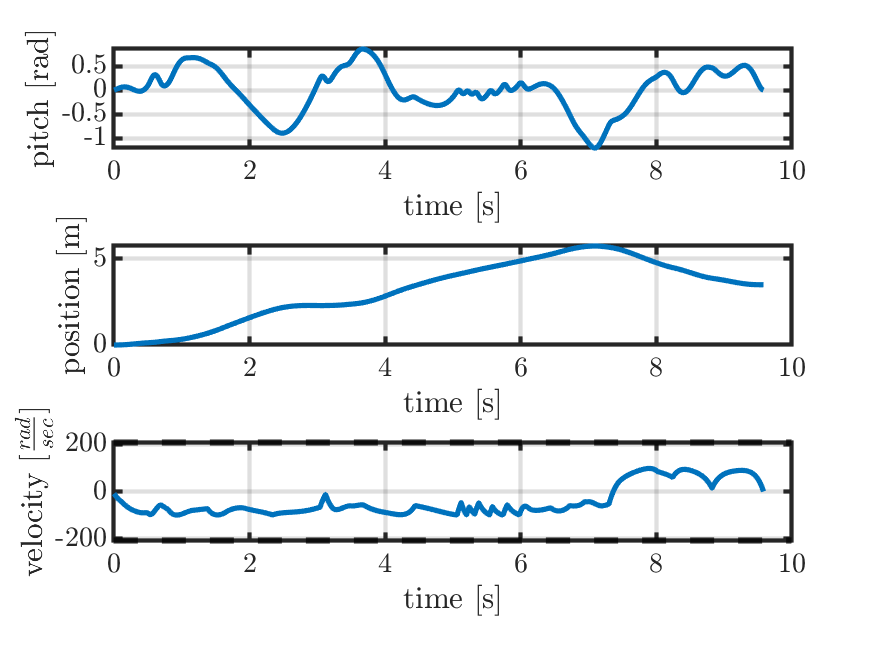 pitch [rad]
0.5
0
-0.5
-1
0 2 4 6 8 10
time [s]
position [m]
5
0
0 2 4 6 8 10
time [s]
velocity [rad/sec]
200
0
-200
0 2 4 6 8 10
time [s]